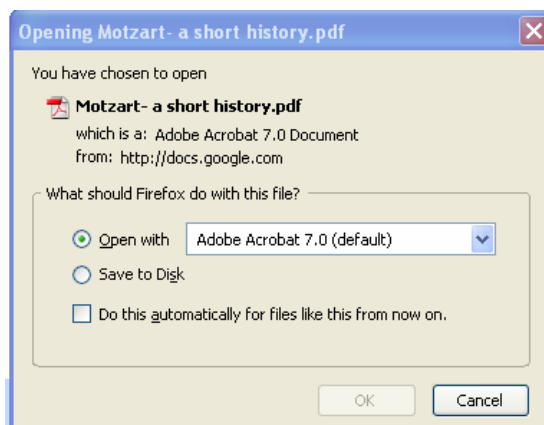 Opening Motzart- a short history.pdf
You have chosen to open
Motzart- a short history.pdf
which is a: Adobe Acrobat 7.0 Document
from: http://docs.google.com
What should Firefox do with this file?
Open with Adobe Acrobat 7.0 (default)
Save to Disk
Do this automatically for files like this from now on.
OK Cancel